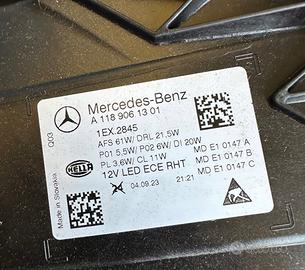 Mercedes-Benz
A 118 906 13 01
Q03
1EX.2845
AFS 61W/ DRL 21.5W
P01 5,5W/ P02 6W/ DI 20W
PL 3,6W/ CL 11W
12V LED ECE RHT
MD E1 0147 A
MD E1 0147 B
MD E1 0147 C
HELLA
04.09.23 21:21
Made in Slovakia